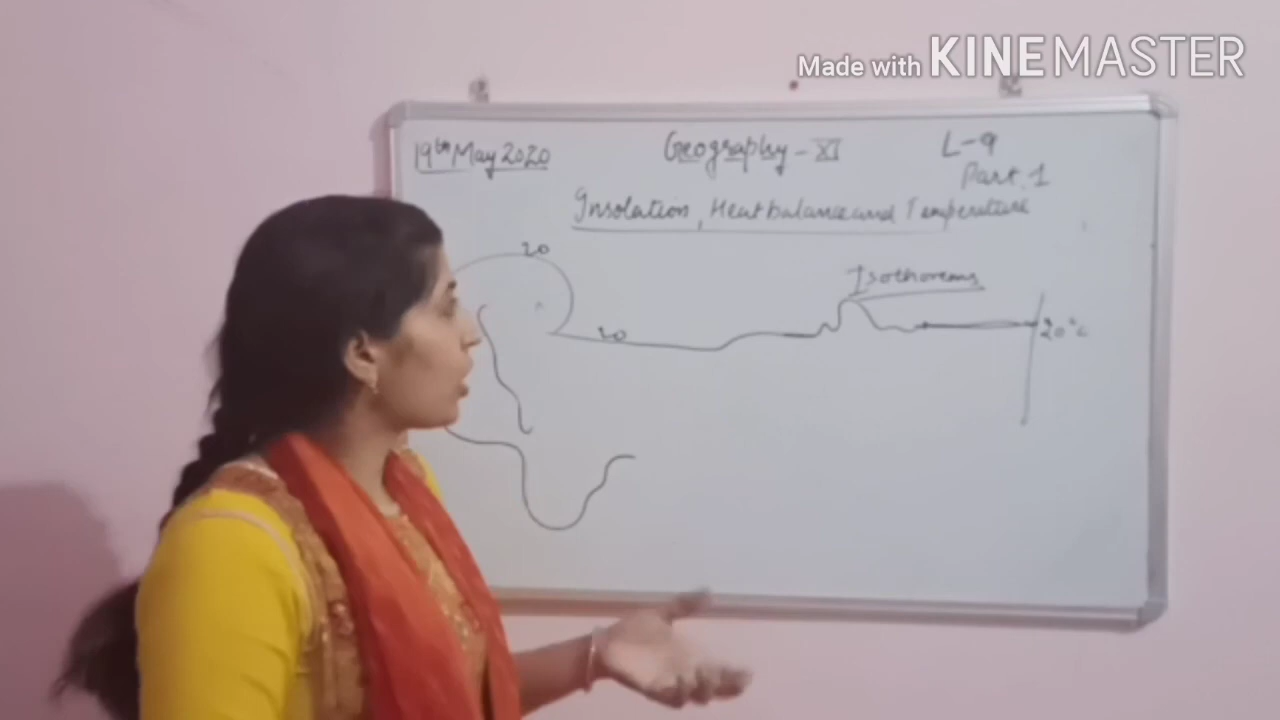 Made with KINEMASTER
19th May 2020 Geography - XI L-9
Part. 1
Insolation, Heat balance and Temperature
20
Isotherems
20 20°c